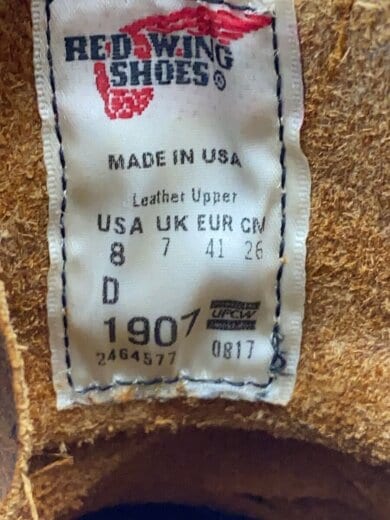 RED WING
SHOES®
MADE IN USA
Leather Upper
USA UK EUR CM
8 7 41 26
D
1907 UFCW
2464577 0817